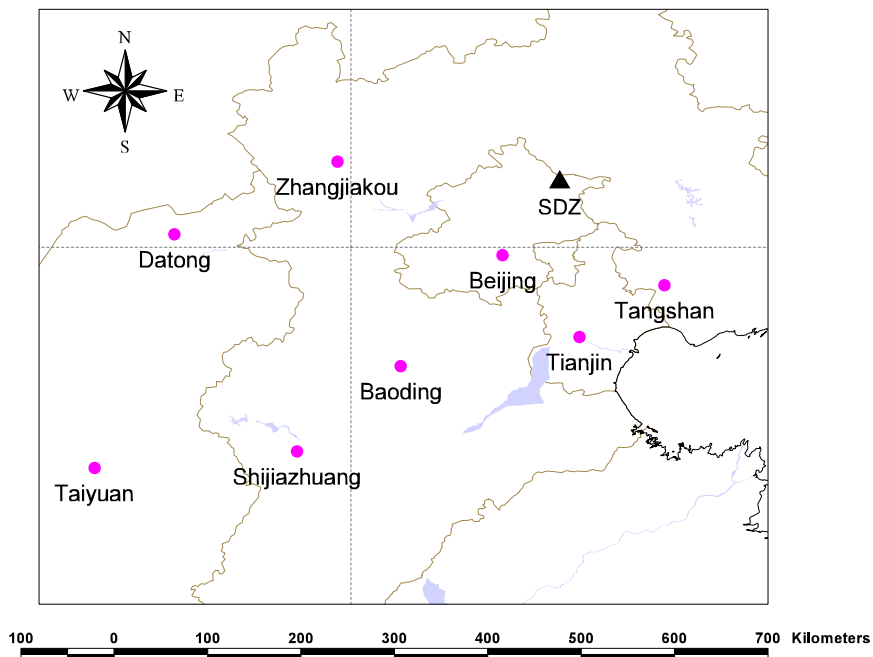 N
W E
S
Zhangjiakou
SDZ
Datong
Beijing
Tangshan
Tianjin
Baoding
Shijiazhuang
Taiyuan
100 0 100 200 300 400 500 600 700 Kilometers